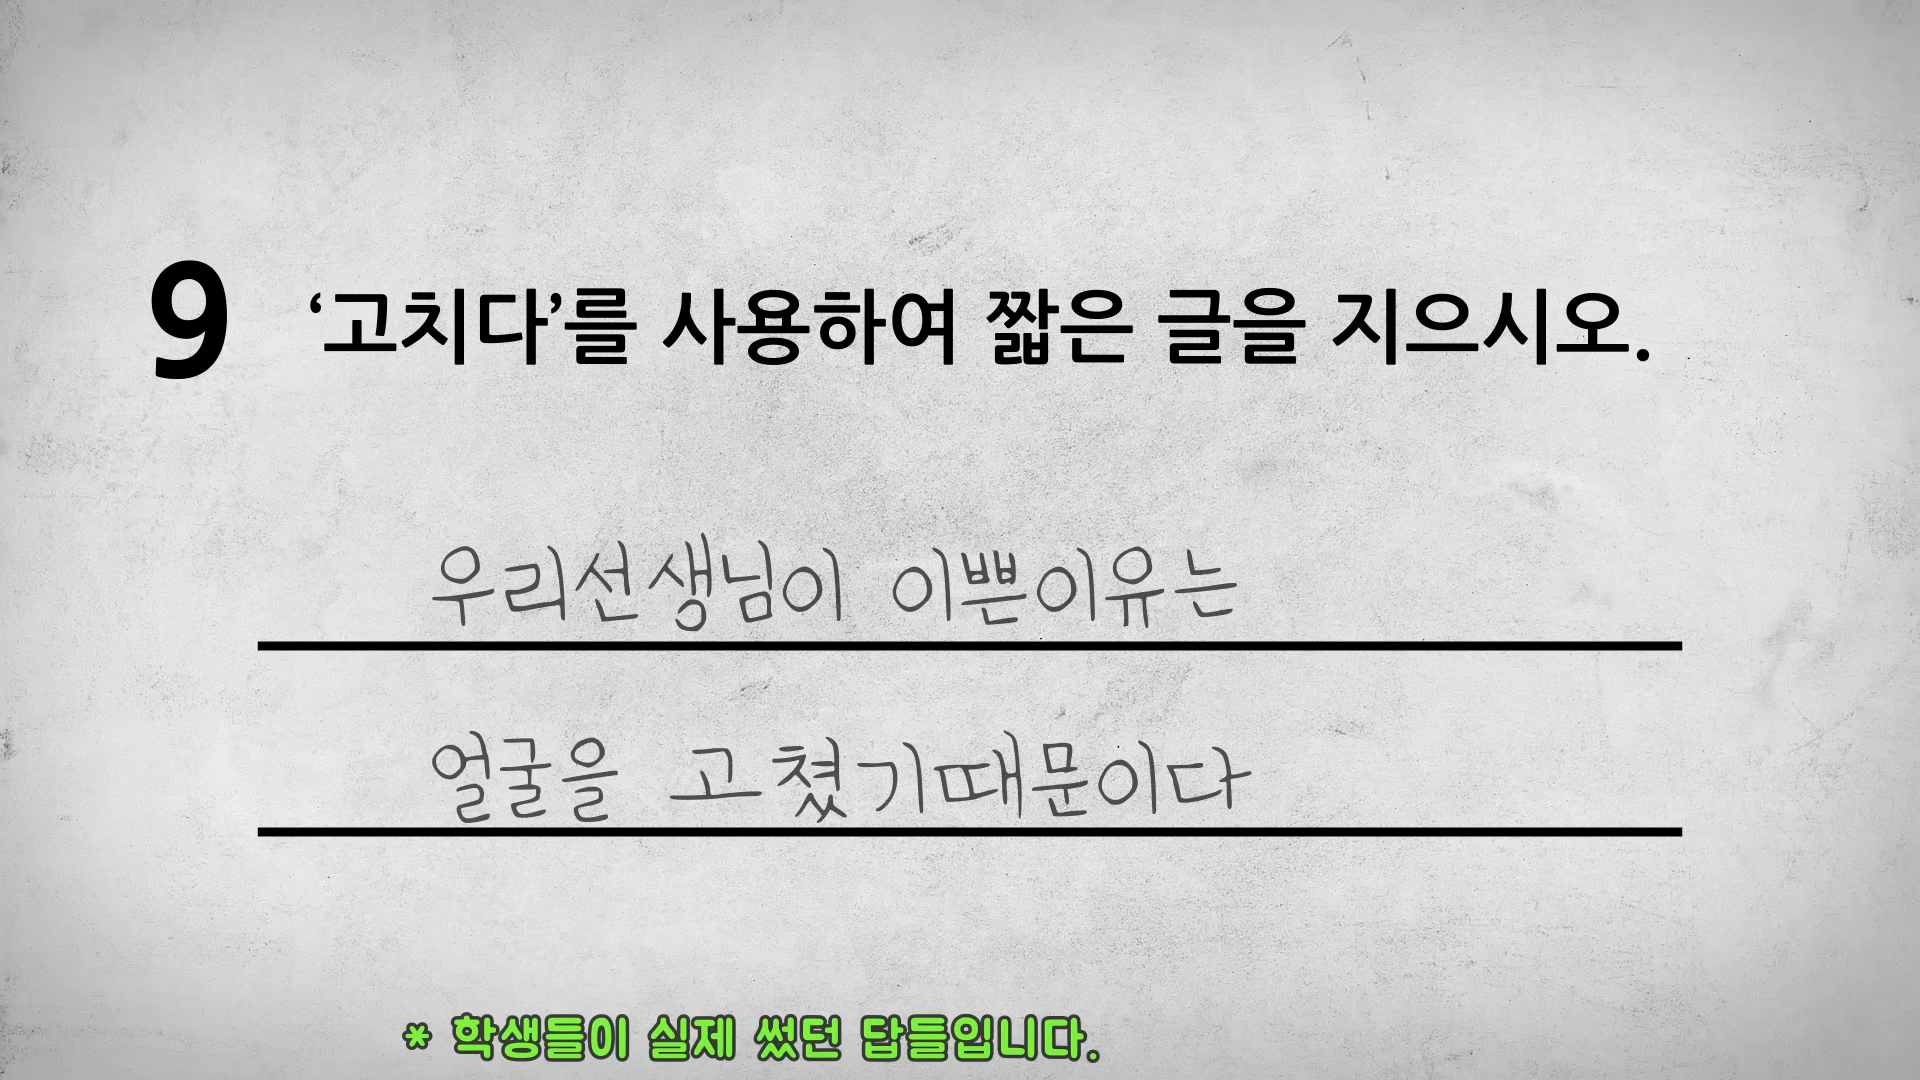 9 '고치다'를 사용하여 짧은 글을 지으시오.
우리선생님이 이쁜이유는
얼굴을 고쳤기때문이다
* 학생들이 실제 썼던 답들입니다.